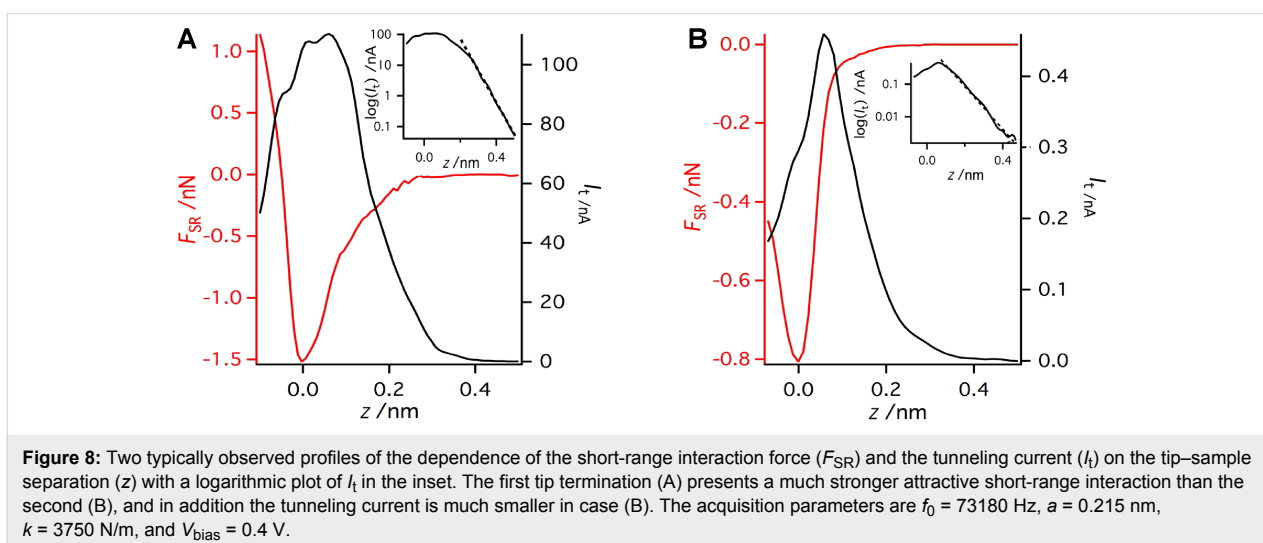 A
1.0
0.5
0.0
-0.5
-1.0
-1.5
F_SR /nN
0.0 0.2 0.4
z /nm
100
80
60
40
20
0
I_t /nA
100
10
1
0.1
log(I_t) /nA
0.0 0.4
z /nm
B
0.0
-0.2
-0.4
-0.6
-0.8
F_SR /nN
0.0 0.2 0.4
z /nm
0.4
0.3
0.2
0.1
0.0
I_t /nA
0.1
0.01
log(I_t) /nA
0.0 0.4
z /nm
Figure 8: Two typically observed profiles of the dependence of the short-range interaction force (F_SR) and the tunneling current (I_t) on the tip–sample
separation (z) with a logarithmic plot of I_t in the inset. The first tip termination (A) presents a much stronger attractive short-range interaction than the
second (B), and in addition the tunneling current is much smaller in case (B). The acquisition parameters are f_0 = 73180 Hz, a = 0.215 nm,
k = 3750 N/m, and V_bias = 0.4 V.